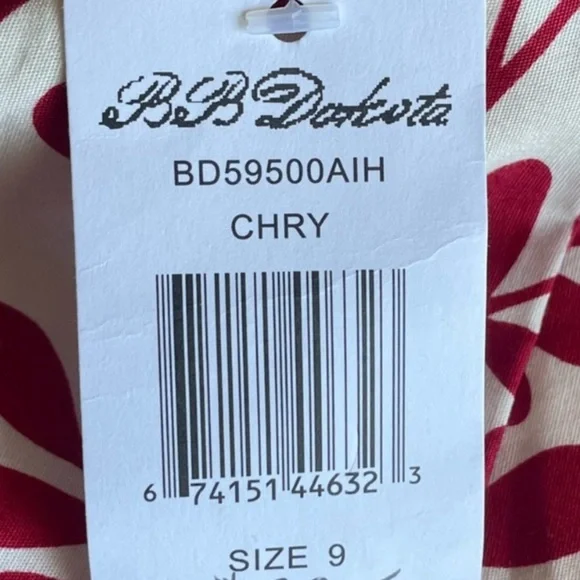 BB Dakota
BD59500AIH
CHRY
6 74151 44632 3
SIZE 9